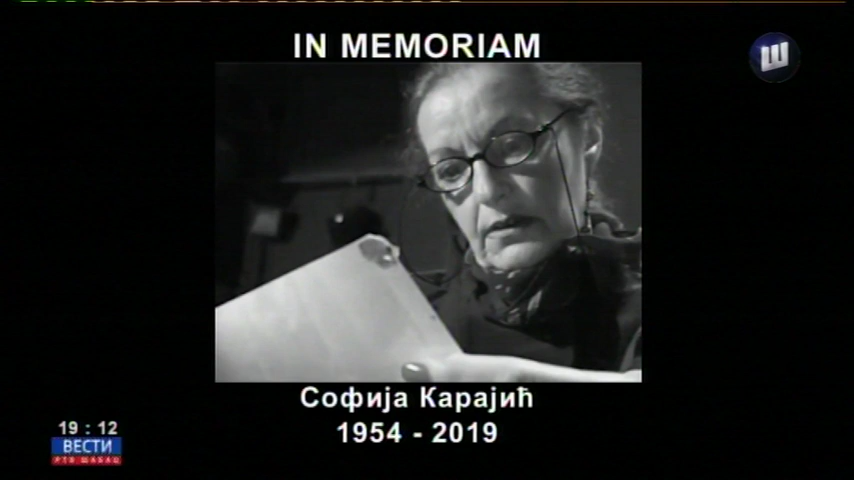 IN MEMORIAM
Ш
Софија Карајић
1954 - 2019
19 : 12
ВЕСТИ
РТВ ШАБАЦ